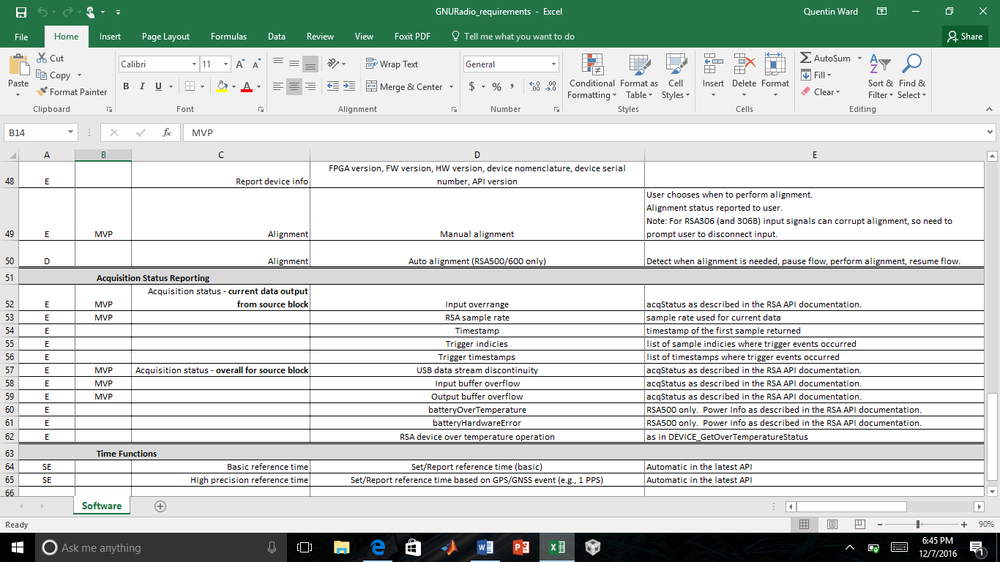 GNURadio_requirements - Excel
Quentin Ward
File Home Insert Page Layout Formulas Data Review View Foxit PDF Tell me what you want to do Share
Paste
Cut
Copy
Format Painter
Clipboard
Calibri 11 A A
B I U A
Font
Wrap Text
Merge & Center
Alignment
General
$ % ,
Number
Conditional Formatting
Format as Table
Cell Styles
Styles
Insert Delete Format
Cells
AutoSum
Fill
Clear
Sort & Filter
Find & Select
Editing
B14 fx MVP
A B C D E
48 E Report device info FPGA version, FW version, HW version, device nomenclature, device serial
number, API version
User chooses when to perform alignment.
Alignment status reported to user.
Note: For RSA306 (and 306B) input signals can corrupt alignment, so need to
49 E MVP Alignment Manual alignment prompt user to disconnect input.
50 D Alignment Auto alignment (RSA500/600 only) Detect when alignment is needed, pause flow, perform alignment, resume flow.
51 Acquisition Status Reporting
Acquisition status - current data output
52 E MVP from source block Input overrange acqStatus as described in the RSA API documentation.
53 E MVP RSA sample rate sample rate used for current data
54 E Timestamp timestamp of the first sample returned
55 E Trigger indicies list of sample indicies where trigger events occurred
56 E Trigger timestamps list of timestamps where trigger events occurred
57 E MVP Acquisition status - overall for source block USB data stream discontinuity acqStatus as described in the RSA API documentation.
58 E MVP Input buffer overflow acqStatus as described in the RSA API documentation.
59 E MVP Output buffer overflow acqStatus as described in the RSA API documentation.
60 E batteryOverTemperature RSA500 only. Power Info as described in the RSA API documentation.
61 E batteryHardwareError RSA500 only. Power Info as described in the RSA API documentation.
62 E RSA device over temperature operation as in DEVICE_GetOverTemperatureStatus
63 Time Functions
64 SE Basic reference time Set/Report reference time (basic) Automatic in the latest API
65 SE High precision reference time Set/Report reference time based on GPS/GNSS event (e.g., 1 PPS) Automatic in the latest API
66
Software
Ready 90%
Ask me anything
6:45 PM
12/7/2016
1